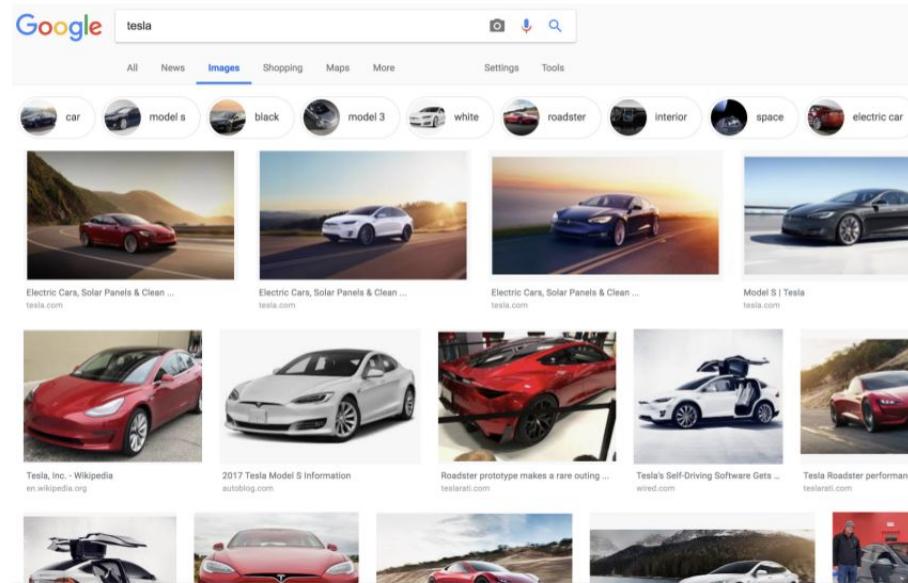 Google
tesla
All News Images Shopping Maps More Settings Tools
car model s black model 3 white roadster interior space electric car
Electric Cars, Solar Panels & Clean ... Electric Cars, Solar Panels & Clean ... Electric Cars, Solar Panels & Clean ... Model S | Tesla
tesla.com tesla.com tesla.com tesla.com
Tesla, Inc. - Wikipedia 2017 Tesla Model S Information Roadster prototype makes a rare outing ... Tesla's Self-Driving Software Gets ... Tesla Roadster performan
en.wikipedia.org autoblog.com teslarati.com wired.com teslarati.com